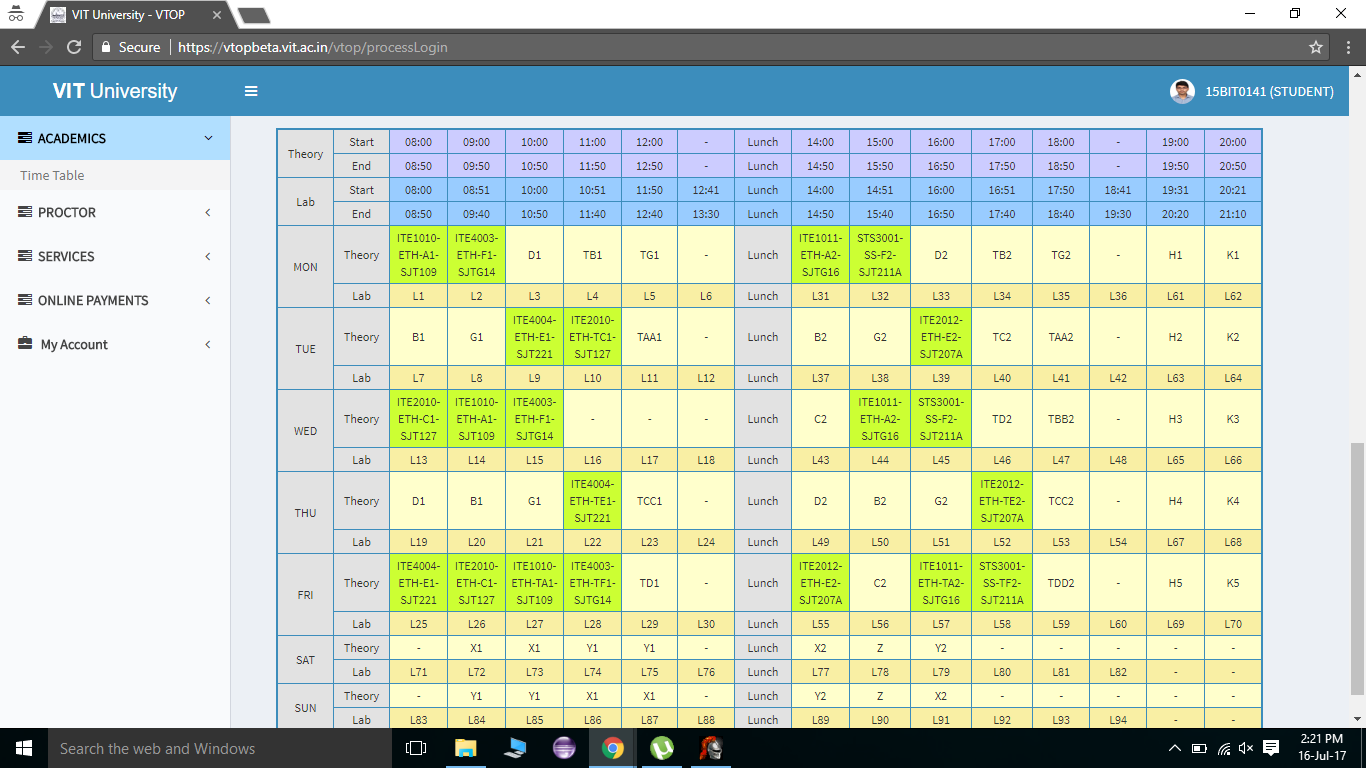 VIT University - VTOP
Secure https://vtopbeta.vit.ac.in/vtop/processLogin
VIT University
15BIT0141 (STUDENT)
ACADEMICS
Time Table
PROCTOR
SERVICES
ONLINE PAYMENTS
My Account
Theory Start 08:00 09:00 10:00 11:00 12:00 - Lunch 14:00 15:00 16:00 17:00 18:00 - 19:00 20:00
End 08:50 09:50 10:50 11:50 12:50 - Lunch 14:50 15:50 16:50 17:50 18:50 - 19:50 20:50
Lab Start 08:00 08:51 10:00 10:51 11:50 12:41 Lunch 14:00 14:51 16:00 16:51 17:50 18:41 19:31 20:21
End 08:50 09:40 10:50 11:40 12:40 13:30 Lunch 14:50 15:40 16:50 17:40 18:40 19:30 20:20 21:10
MON Theory ITE1010-ETH-A1-SJT109 ITE4003-ETH-F1-SJTG14 D1 TB1 TG1 - Lunch ITE1011-ETH-A2-SJTG16 STS3001-SS-F2-SJT211A D2 TB2 TG2 - H1 K1
Lab L1 L2 L3 L4 L5 L6 Lunch L31 L32 L33 L34 L35 L36 L61 L62
TUE Theory B1 G1 ITE4004-ETH-E1-SJT221 ITE2010-ETH-TC1-SJT127 TAA1 - Lunch B2 G2 ITE2012-ETH-E2-SJT207A TC2 TAA2 - H2 K2
Lab L7 L8 L9 L10 L11 L12 Lunch L37 L38 L39 L40 L41 L42 L63 L64
WED Theory ITE2010-ETH-C1-SJT127 ITE1010-ETH-A1-SJT109 ITE4003-ETH-F1-SJTG14 - - - Lunch C2 ITE1011-ETH-A2-SJTG16 STS3001-SS-F2-SJT211A TD2 TBB2 - H3 K3
Lab L13 L14 L15 L16 L17 L18 Lunch L43 L44 L45 L46 L47 L48 L65 L66
THU Theory D1 B1 G1 ITE4004-ETH-TE1-SJT221 TCC1 - Lunch D2 B2 G2 ITE2012-ETH-TE2-SJT207A TCC2 - H4 K4
Lab L19 L20 L21 L22 L23 L24 Lunch L49 L50 L51 L52 L53 L54 L67 L68
FRI Theory ITE4004-ETH-E1-SJT221 ITE2010-ETH-C1-SJT127 ITE1010-ETH-TA1-SJT109 ITE4003-ETH-TF1-SJTG14 TD1 - Lunch ITE2012-ETH-E2-SJT207A C2 ITE1011-ETH-TA2-SJTG16 STS3001-SS-TF2-SJT211A TDD2 - H5 K5
Lab L25 L26 L27 L28 L29 L30 Lunch L55 L56 L57 L58 L59 L60 L69 L70
SAT Theory - X1 X1 Y1 Y1 - Lunch X2 Z Y2 - - - - -
Lab L71 L72 L73 L74 L75 L76 Lunch L77 L78 L79 L80 L81 L82 - -
SUN Theory - Y1 Y1 X1 X1 - Lunch Y2 Z X2 - - - - -
Lab L83 L84 L85 L86 L87 L88 Lunch L89 L90 L91 L92 L93 L94 - -
Search the web and Windows
2:21 PM
16-Jul-17